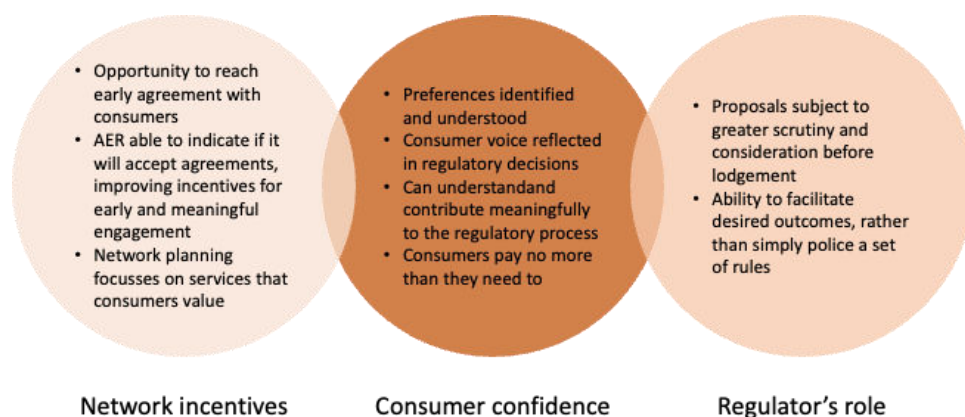 • Opportunity to reach
early agreement with
consumers
• AER able to indicate if it
will accept agreements,
improving incentives for
early and meaningful
engagement
• Network planning
focusses on services that
consumers value
• Preferences identified
and understood
• Consumer voice reflected
in regulatory decisions
• Can understandand
contribute meaningfully
to the regulatory process
• Consumers pay no more
than they need to
• Proposals subject to
greater scrutiny and
consideration before
lodgement
• Ability to facilitate
desired outcomes, rather
than simply police a set
of rules
Network incentives
Consumer confidence
Regulator's role